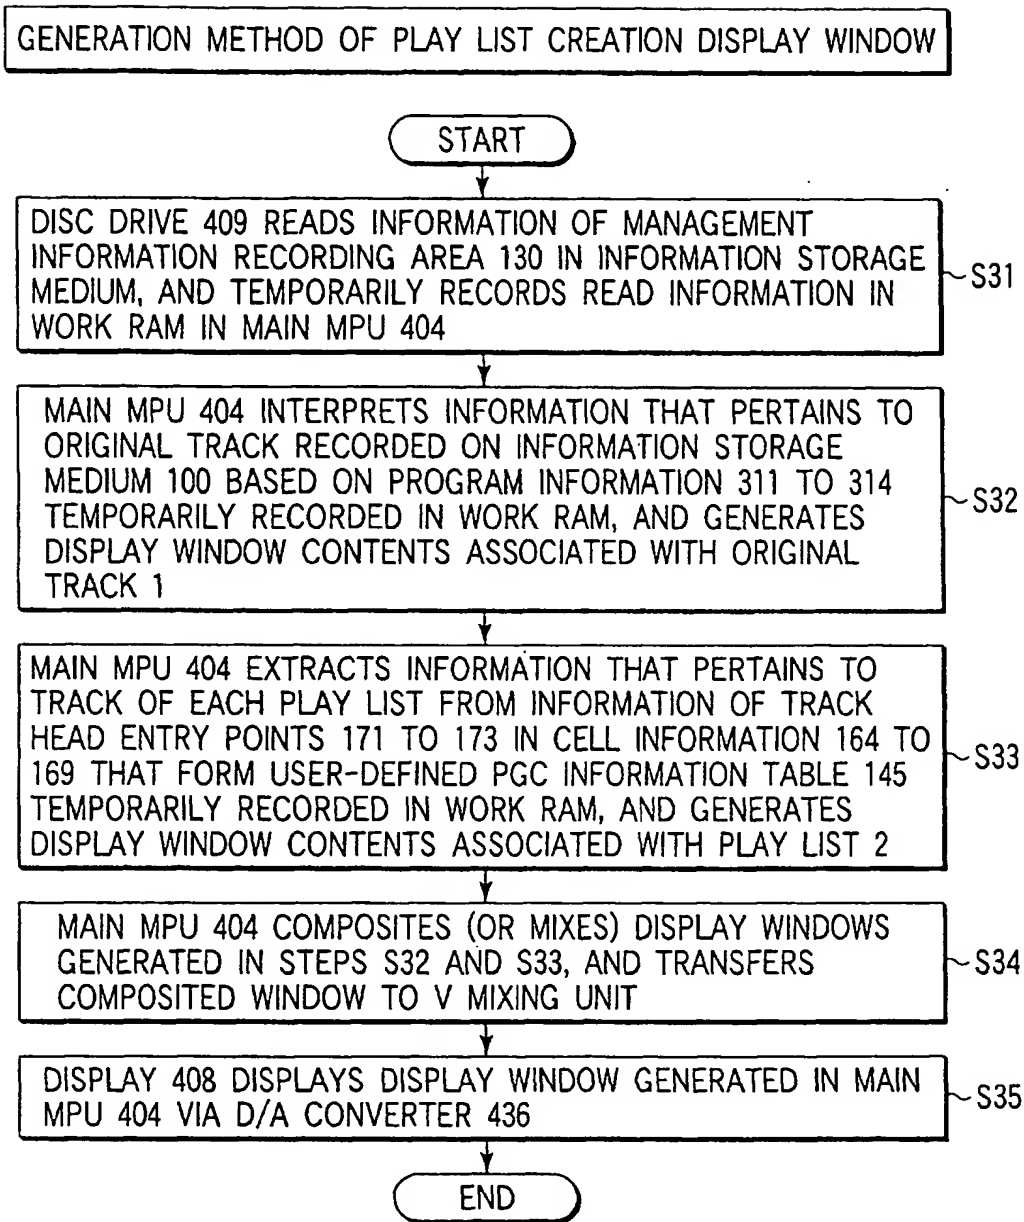 GENERATION METHOD OF PLAY LIST CREATION DISPLAY WINDOW
START
DISC DRIVE 409 READS INFORMATION OF MANAGEMENT
INFORMATION RECORDING AREA 130 IN INFORMATION STORAGE
MEDIUM, AND TEMPORARILY RECORDS READ INFORMATION IN
WORK RAM IN MAIN MPU 404
~S31
MAIN MPU 404 INTERPRETS INFORMATION THAT PERTAINS TO
ORIGINAL TRACK RECORDED ON INFORMATION STORAGE
MEDIUM 100 BASED ON PROGRAM INFORMATION 311 TO 314
TEMPORARILY RECORDED IN WORK RAM, AND GENERATES
DISPLAY WINDOW CONTENTS ASSOCIATED WITH ORIGINAL
TRACK 1
~S32
MAIN MPU 404 EXTRACTS INFORMATION THAT PERTAINS TO
TRACK OF EACH PLAY LIST FROM INFORMATION OF TRACK
HEAD ENTRY POINTS 171 TO 173 IN CELL INFORMATION 164 TO
169 THAT FORM USER-DEFINED PGC INFORMATION TABLE 145
TEMPORARILY RECORDED IN WORK RAM, AND GENERATES
DISPLAY WINDOW CONTENTS ASSOCIATED WITH PLAY LIST 2
~S33
MAIN MPU 404 COMPOSITES (OR MIXES) DISPLAY WINDOWS
GENERATED IN STEPS S32 AND S33, AND TRANSFERS
COMPOSITED WINDOW TO V MIXING UNIT
~S34
DISPLAY 408 DISPLAYS DISPLAY WINDOW GENERATED IN MAIN
MPU 404 VIA D/A CONVERTER 436
~S35
END